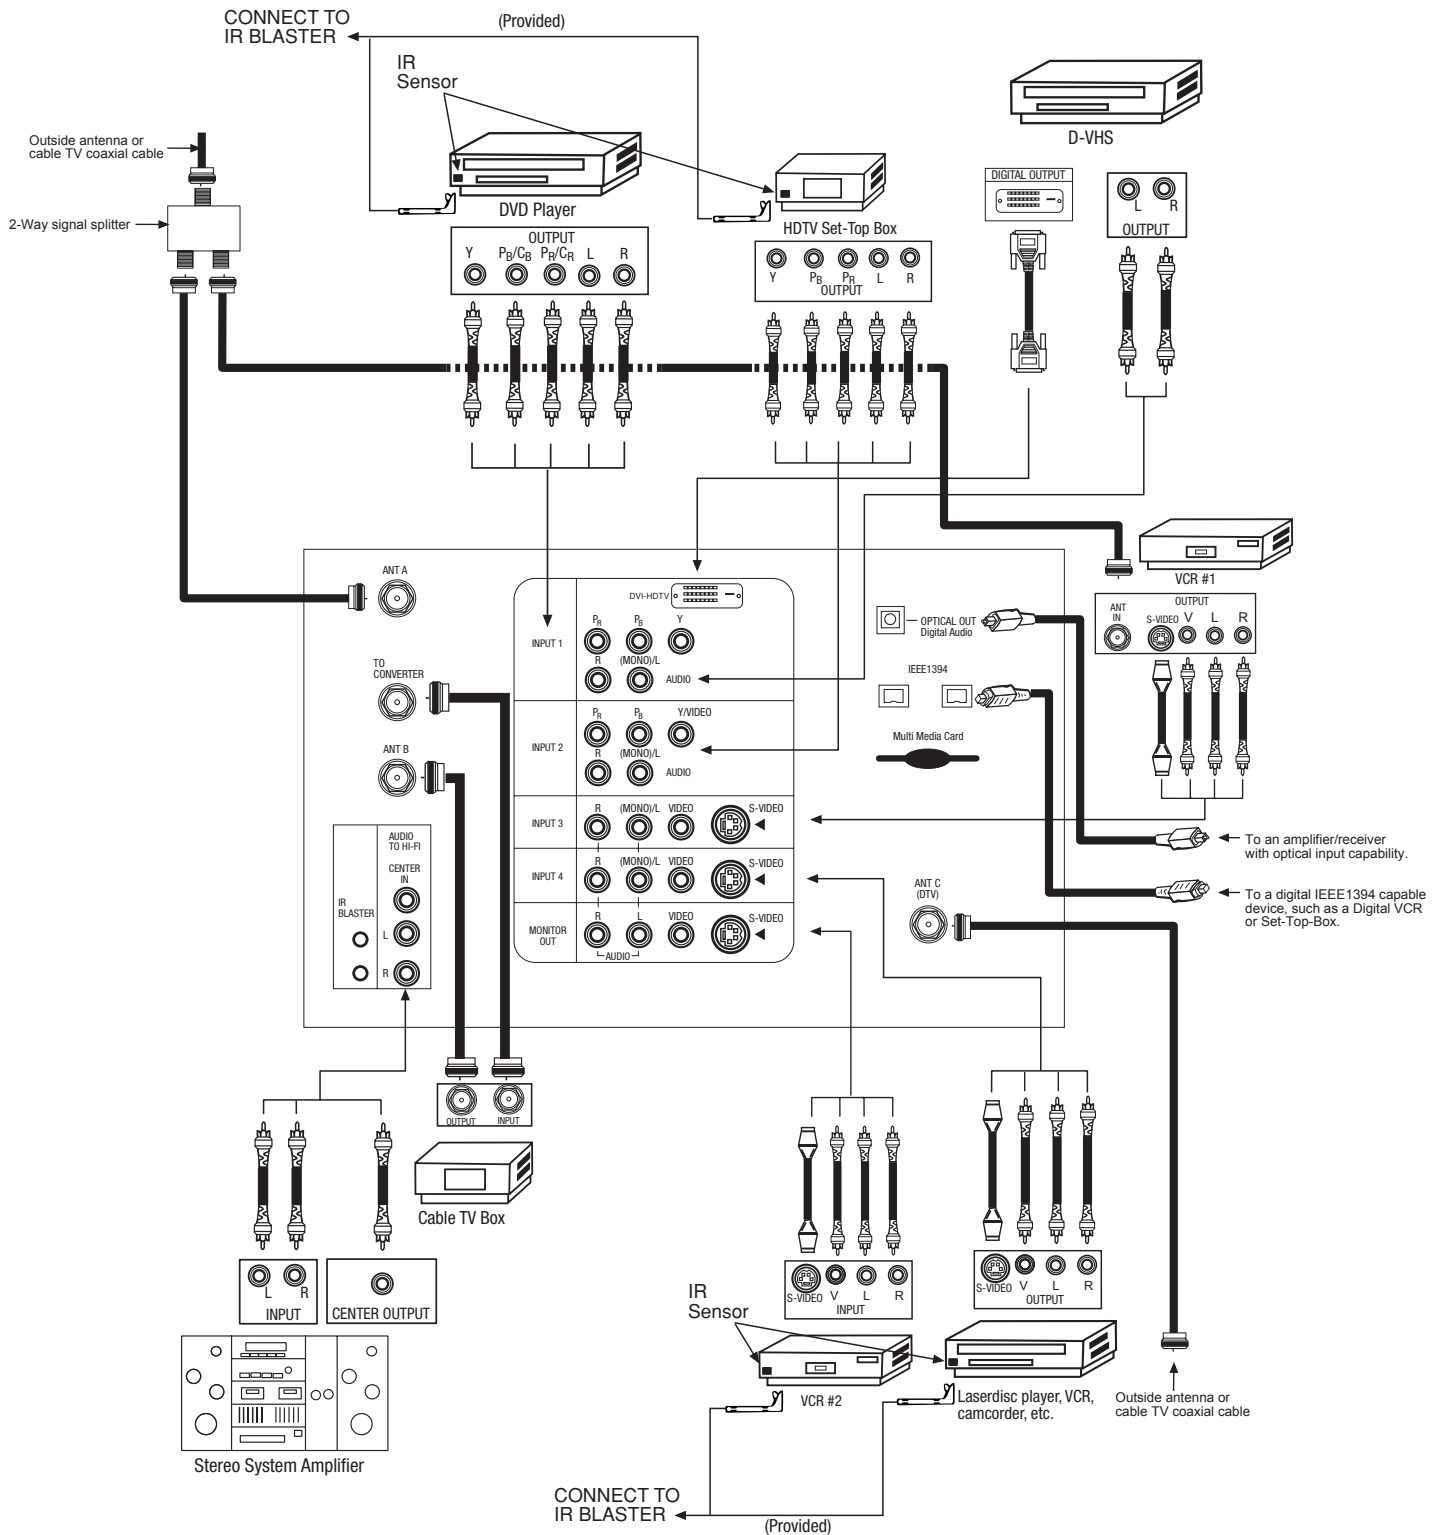 CONNECT TO
IR BLASTER
(Provided)
IR
Sensor
Outside antenna or
cable TV coaxial cable
2-Way signal splitter
DVD Player
OUTPUT
Y PB/CB PR/CR L R
HDTV Set-Top Box
Y PB PR L R
OUTPUT
D-VHS
DIGITAL OUTPUT
L R
OUTPUT
VCR #1
ANT
IN
OUTPUT
S-VIDEO V L R
ANT A
TO
CONVERTER
ANT B
DVI-HDTV
INPUT 1
PR PB Y
R (MONO)/L
AUDIO
INPUT 2
PR PB Y/VIDEO
R (MONO)/L
AUDIO
INPUT 3
R (MONO)/L VIDEO S-VIDEO
INPUT 4
R (MONO)/L VIDEO S-VIDEO
MONITOR
OUT
R L VIDEO S-VIDEO
AUDIO
OPTICAL OUT
Digital Audio
IEEE1394
Multi Media Card
ANT C
(DTV)
To an amplifier/receiver
with optical input capability.
To a digital IEEE1394 capable
device, such as a Digital VCR
or Set-Top-Box.
AUDIO
TO HI-FI
CENTER
IN
IR
BLASTER
L
R
OUTPUT INPUT
Cable TV Box
L R
INPUT
CENTER OUTPUT
Stereo System Amplifier
S-VIDEO V L R
INPUT
S-VIDEO V L R
OUTPUT
IR
Sensor
VCR #2
Laserdisc player, VCR,
camcorder, etc.
Outside antenna or
cable TV coaxial cable
CONNECT TO
IR BLASTER
(Provided)